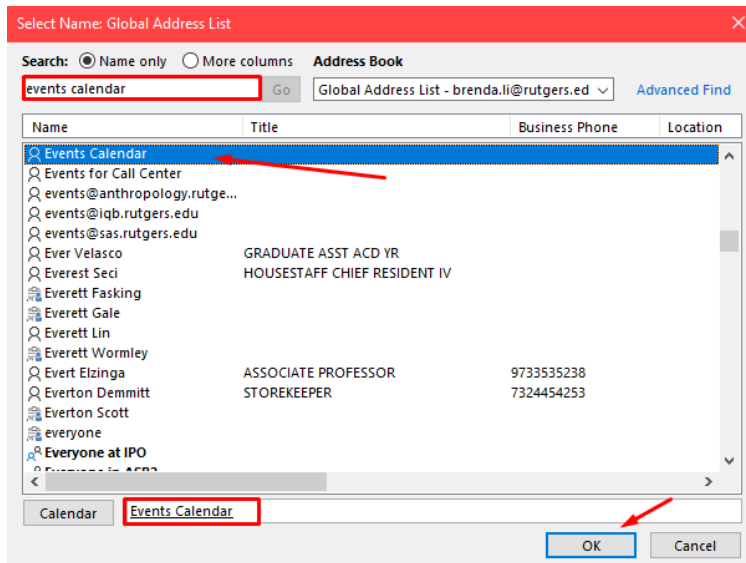 Select Name: Global Address List
Search: Name only More columns Address Book
events calendar Go Global Address List - brenda.li@rutgers.ed Advanced Find
Name Title Business Phone Location
Events Calendar
Events for Call Center
events@anthropology.rutge...
events@iqb.rutgers.edu
events@sas.rutgers.edu
Ever Velasco GRADUATE ASST ACD YR
Everest Seci HOUSESTAFF CHIEF RESIDENT IV
Everett Fasking
Everett Gale
Everett Lin
Everett Wormley
Evert Elzinga ASSOCIATE PROFESSOR 9733535238
Everton Demmitt STOREKEEPER 7324454253
Everton Scott
everyone
Everyone at IPO
Calendar Events Calendar
OK Cancel